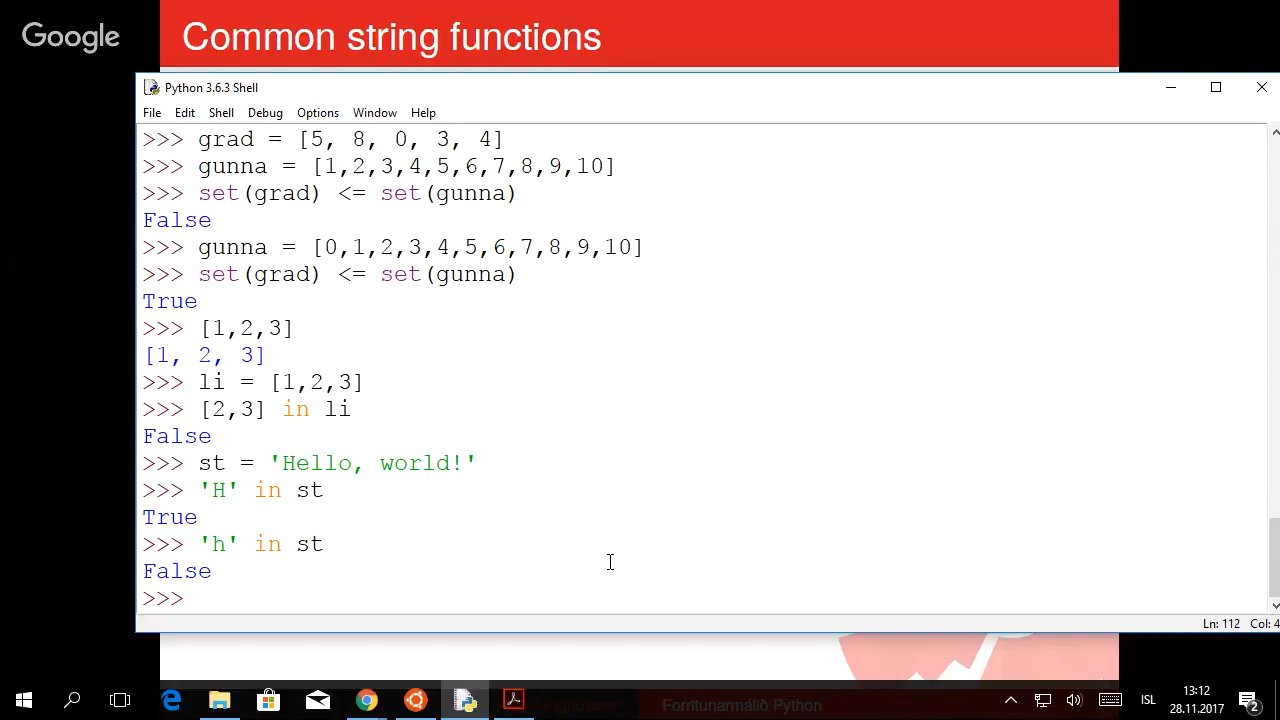 Google
Common string functions
Python 3.6.3 Shell
File Edit Shell Debug Options Window Help
>>> grad = [5, 8, 0, 3, 4]
>>> gunna = [1,2,3,4,5,6,7,8,9,10]
>>> set(grad) <= set(gunna)
False
>>> gunna = [0,1,2,3,4,5,6,7,8,9,10]
>>> set(grad) <= set(gunna)
True
>>> [1,2,3]
[1, 2, 3]
>>> li = [1,2,3]
>>> [2,3] in li
False
>>> st = 'Hello, world!'
>>> 'H' in st
True
>>> 'h' in st
False
>>>
Ln: 112 Col: 4
Forritunarmálið Python
ISL
13:12
28.11.2017
2